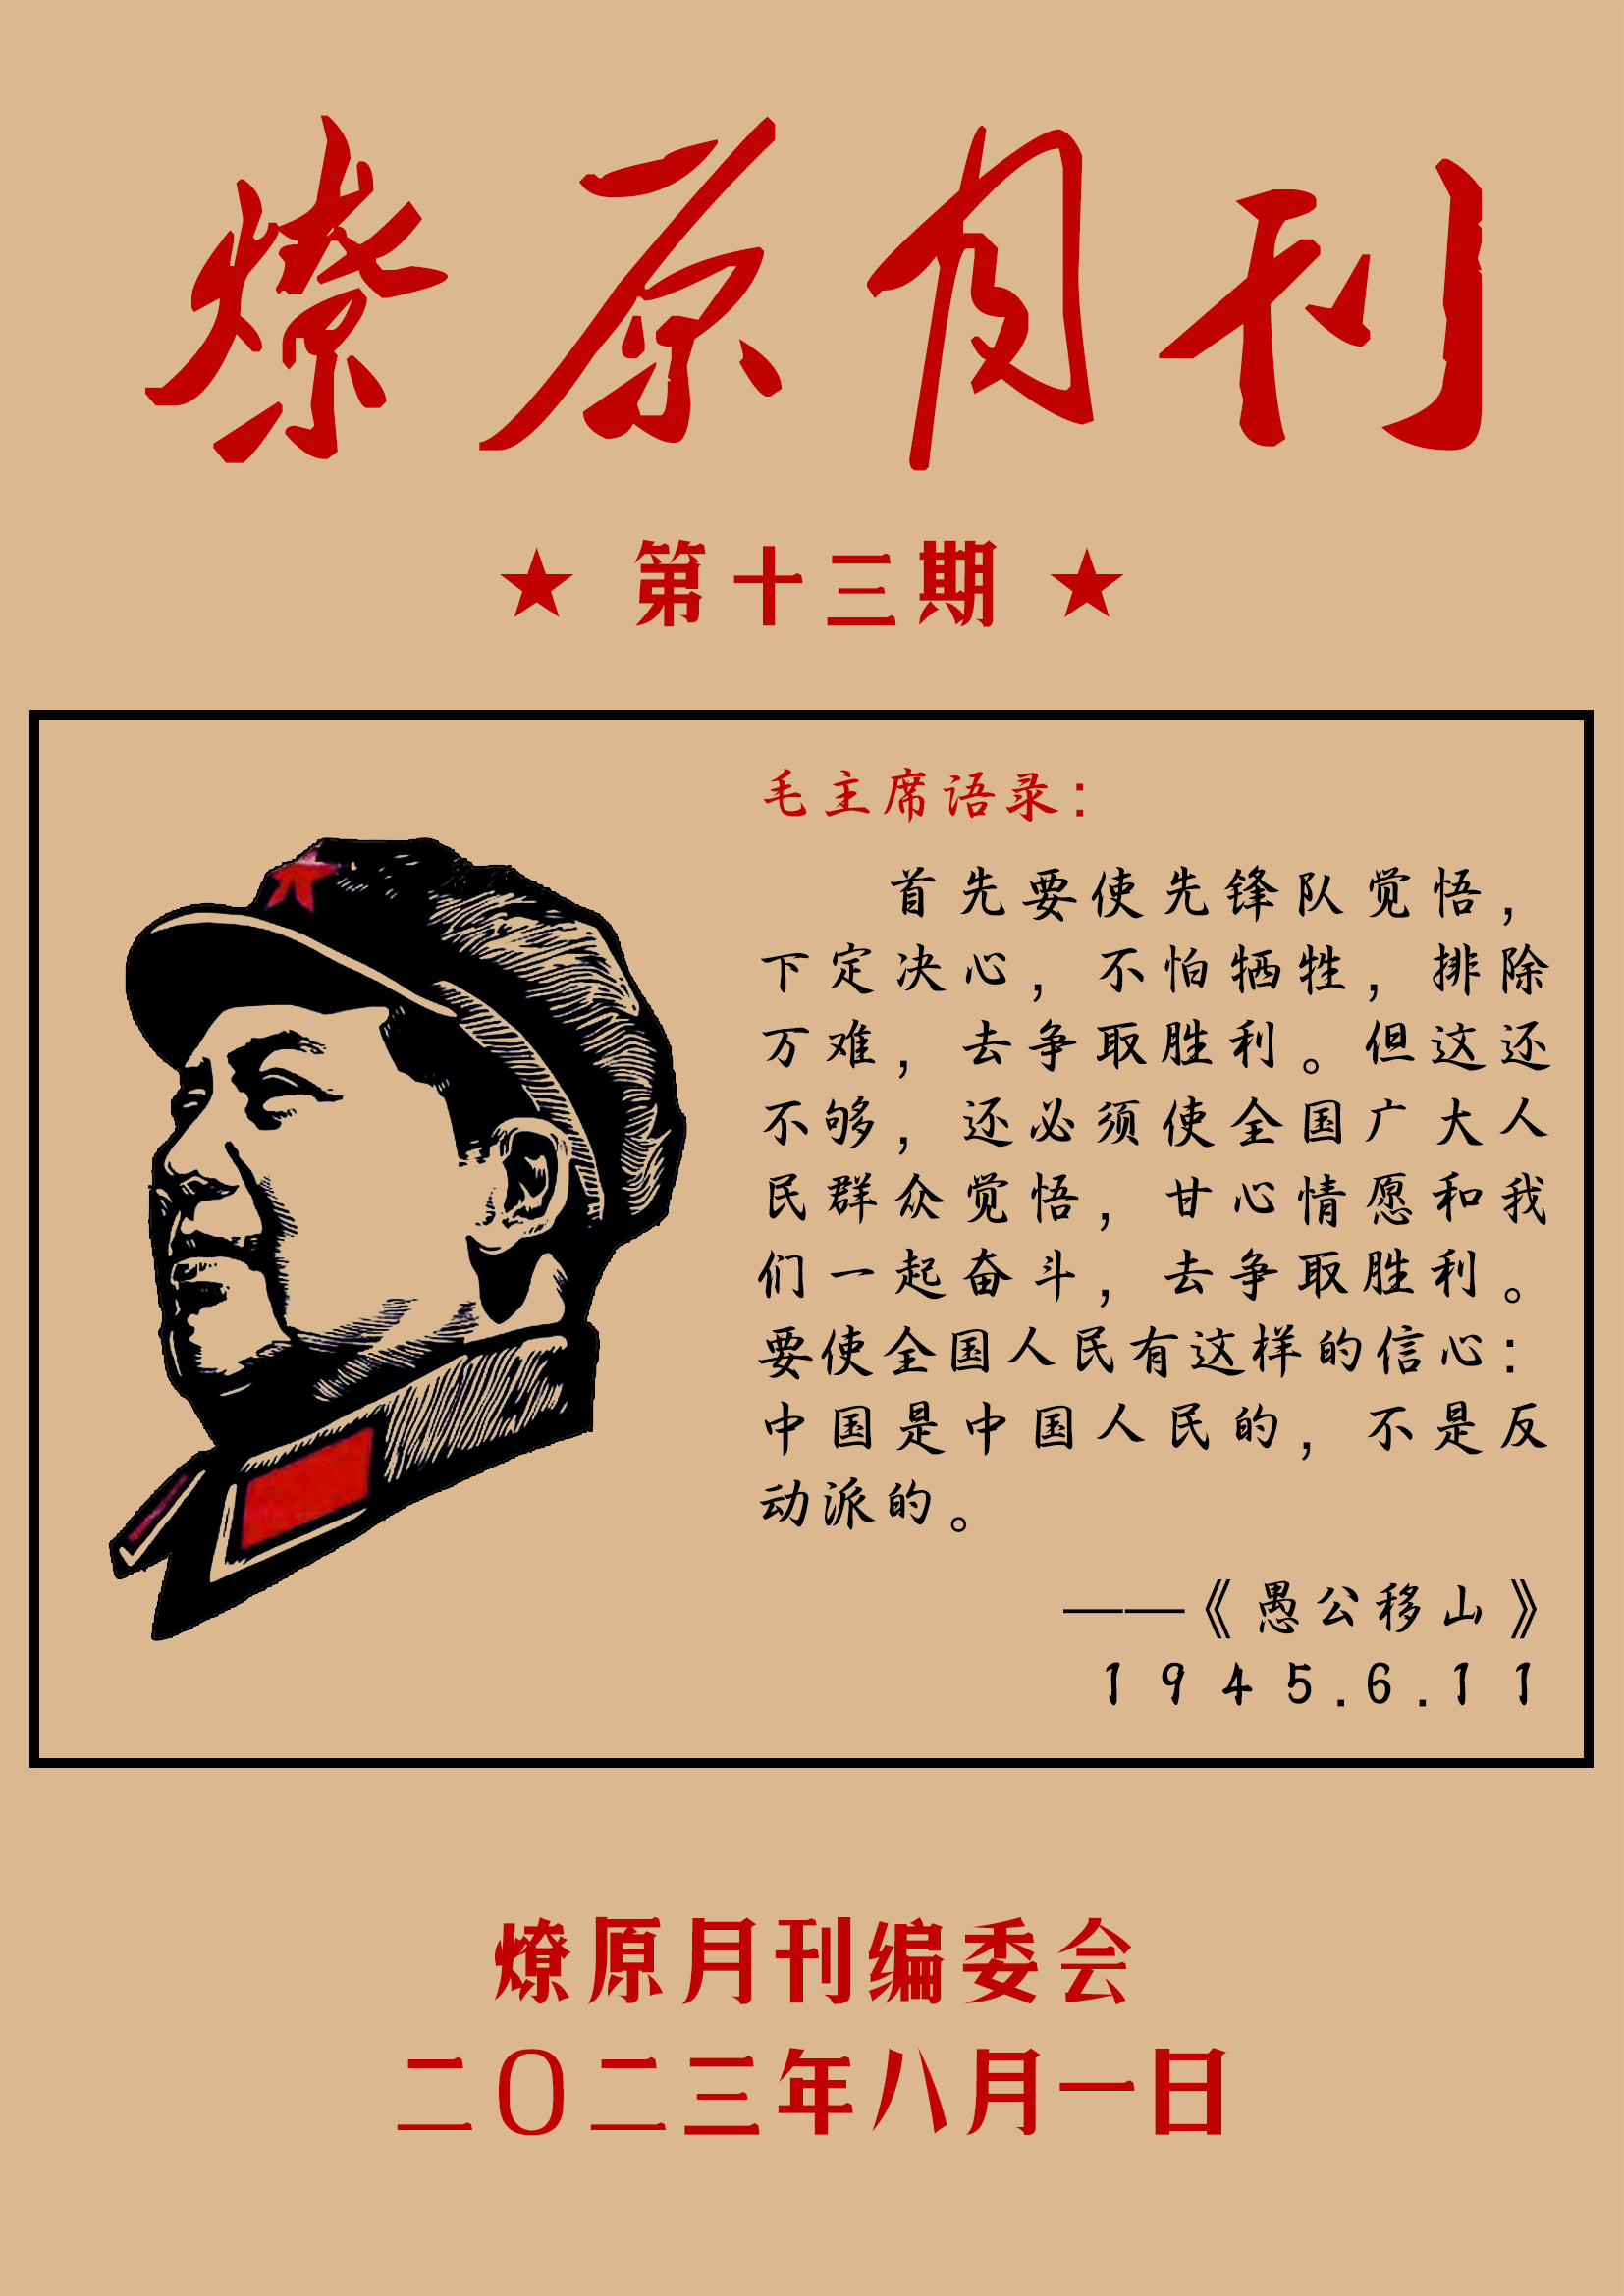 燎原月刊
★ 第十三期 ★
毛主席语录：
首先要使先锋队觉悟，
下定决心，不怕牺牲，排除
万难，去争取胜利。但这还
不够，还必须使全国广大人
民群众觉悟，甘心情愿和我
们一起奋斗，去争取胜利。
要使全国人民有这样的信心：
中国是中国人民的，不是反
动派的。
——《愚公移山》
1945.6.11
燎原月刊编委会
二〇二三年八月一日